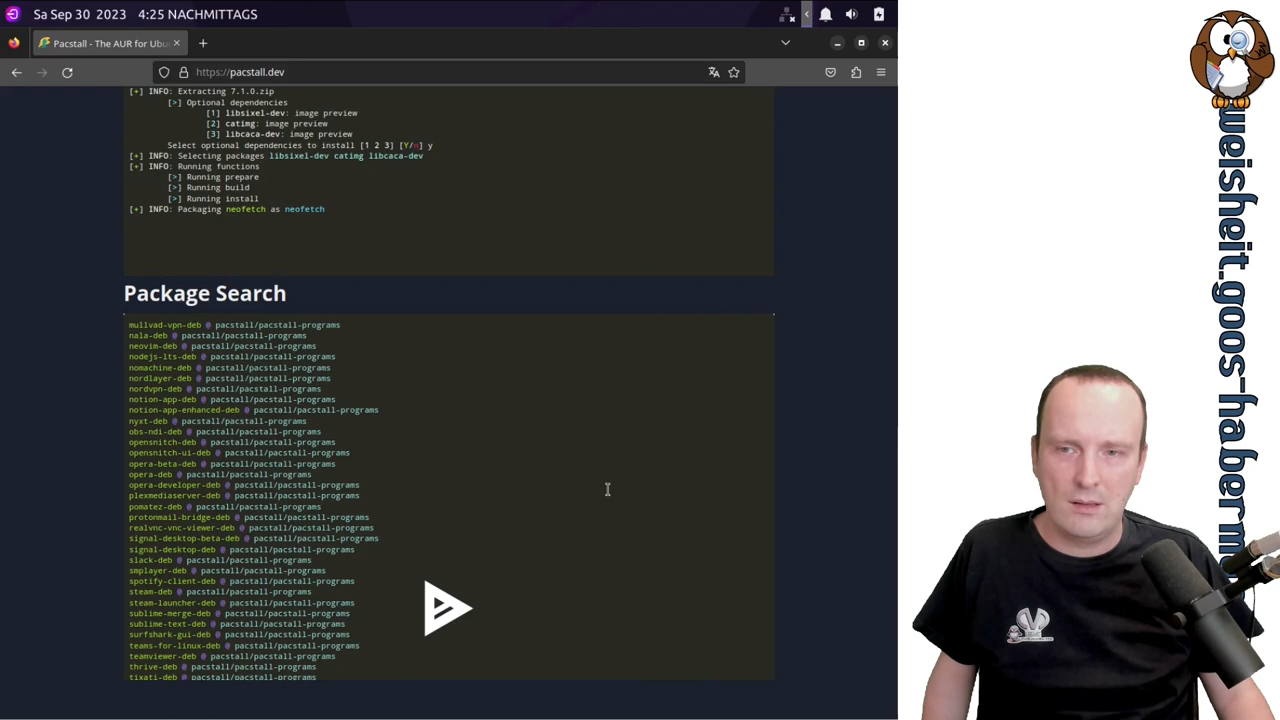 Sa Sep 30 2023 4:25 NACHMITTAGS
Pacstall - The AUR for Ubu
https://pacstall.dev
[+] INFO: Extracting 7.1.0.zip
[>] Optional dependencies
[1] libsixel-dev: image preview
[2] catimg: image preview
[3] libcaca-dev: image preview
Select optional dependencies to install [1 2 3] [Y/n] y
[+] INFO: Selecting packages libsixel-dev catimg libcaca-dev
[+] INFO: Running functions
[>] Running prepare
[>] Running build
[>] Running install
[+] INFO: Packaging neofetch as neofetch
Package Search
mullvad-vpn-deb @ pacstall/pacstall-programs
nala-deb @ pacstall/pacstall-programs
neovim-deb @ pacstall/pacstall-programs
nodejs-lts-deb @ pacstall/pacstall-programs
nomachine-deb @ pacstall/pacstall-programs
nordlayer-deb @ pacstall/pacstall-programs
nordvpn-deb @ pacstall/pacstall-programs
notion-app-deb @ pacstall/pacstall-programs
notion-app-enhanced-deb @ pacstall/pacstall-programs
nyxt-deb @ pacstall/pacstall-programs
obs-ndi-deb @ pacstall/pacstall-programs
opensnitch-deb @ pacstall/pacstall-programs
opensnitch-ui-deb @ pacstall/pacstall-programs
opera-beta-deb @ pacstall/pacstall-programs
opera-deb @ pacstall/pacstall-programs
opera-developer-deb @ pacstall/pacstall-programs
plexmediaserver-deb @ pacstall/pacstall-programs
pomatez-deb @ pacstall/pacstall-programs
protonmail-bridge-deb @ pacstall/pacstall-programs
realvnc-vnc-viewer-deb @ pacstall/pacstall-programs
signal-desktop-beta-deb @ pacstall/pacstall-programs
signal-desktop-deb @ pacstall/pacstall-programs
slack-deb @ pacstall/pacstall-programs
smplayer-deb @ pacstall/pacstall-programs
spotify-client-deb @ pacstall/pacstall-programs
steam-deb @ pacstall/pacstall-programs
steam-launcher-deb @ pacstall/pacstall-programs
sublime-merge-deb @ pacstall/pacstall-programs
sublime-text-deb @ pacstall/pacstall-programs
surfshark-gui-deb @ pacstall/pacstall-programs
teams-for-linux-deb @ pacstall/pacstall-programs
teamviewer-deb @ pacstall/pacstall-programs
thrive-deb @ pacstall/pacstall-programs
tixati-deb @ pacstall/pacstall-programs
weisheit.goos-haberm